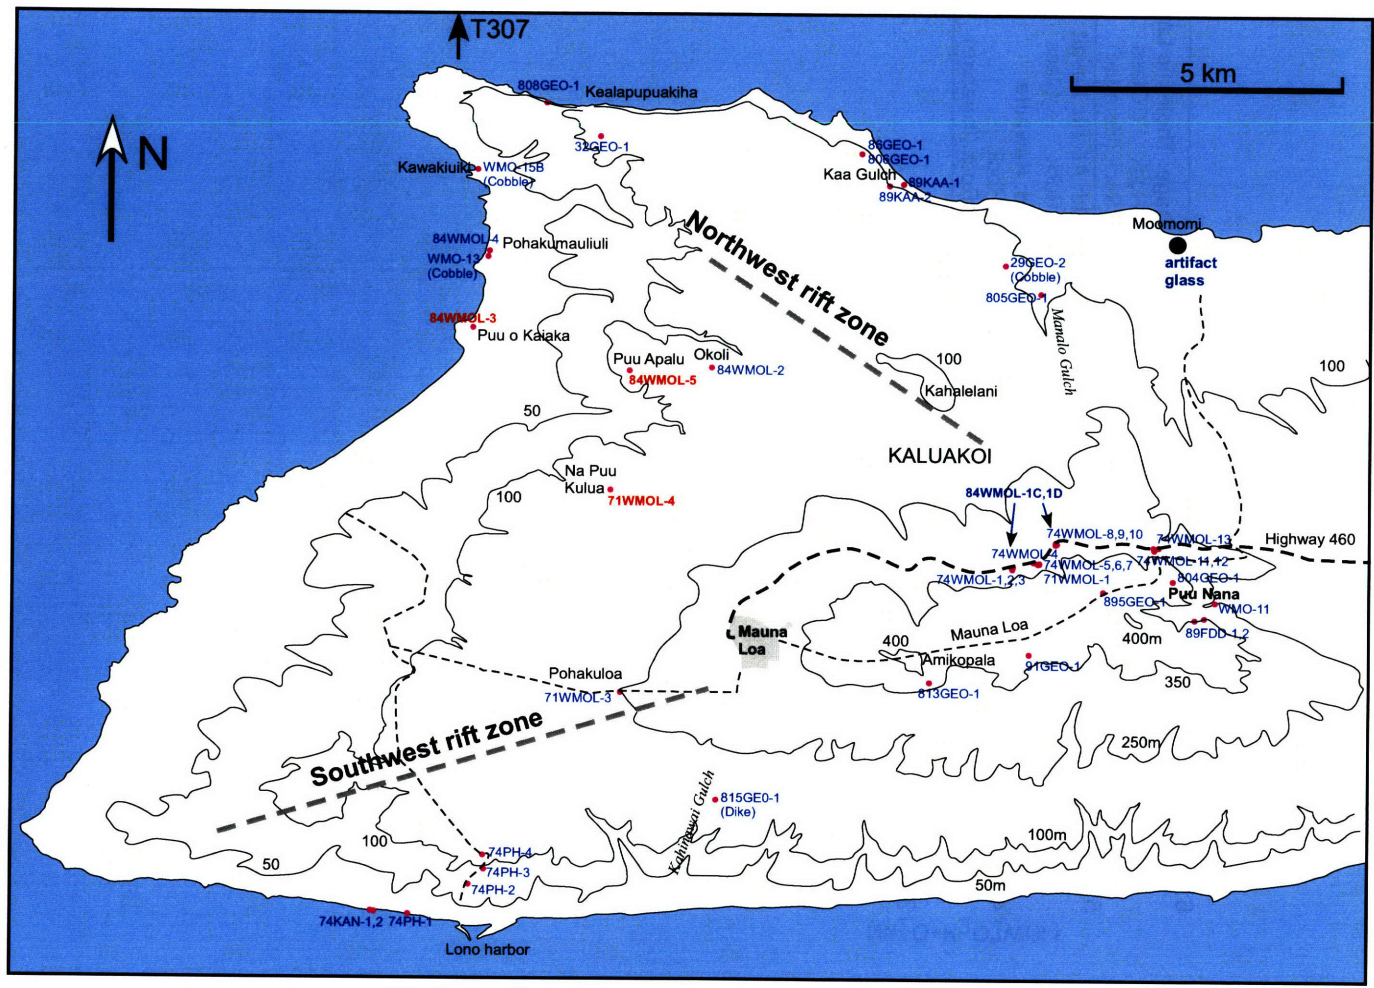 T307
5 km
N
808GEO-1
Kealapupuakiha
32GEO-1
86GEO-1
806GEO-1
Kaa Gulch
89KAA-1
89KAA-2
Kawakiuiki
WMO-15B
(Cobble)
Moomomi
artifact
glass
84WMOL-4
Pohakumauliuli
WMO-13
(Cobble)
Northwest rift zone
29GEO-2
(Cobble)
805GEO-1
84WMOL-3
Puu o Kaiaka
Manalo Gulch
Puu Apalu
Okoli
84WMOL-5
84WMOL-2
100
Kahalelani
100
50
KALUAKOI
Na Puu
Kulua
71WMOL-4
100
84WMOL-1C,1D
74WMOL-8,9,10
74WMOL-13
Highway 460
74WMOL-4
74WMOL-5,6,7
74WMOL-11,12
74WMOL-1,2,3
71WMOL-1
804GEO-1
895GEO-1
Puu Nana
WMO-11
Mauna
Loa
400
Mauna Loa
400m
89FDD-1,2
Amikopala
91GEO-1
813GEO-1
350
Pohakuloa
71WMOL-3
Southwest rift zone
250m
Kahinawai Gulch
815GE0-1
(Dike)
100m
100
50
74PH-4
74PH-3
74PH-2
50m
74KAN-1,2
74PH-1
Lono harbor